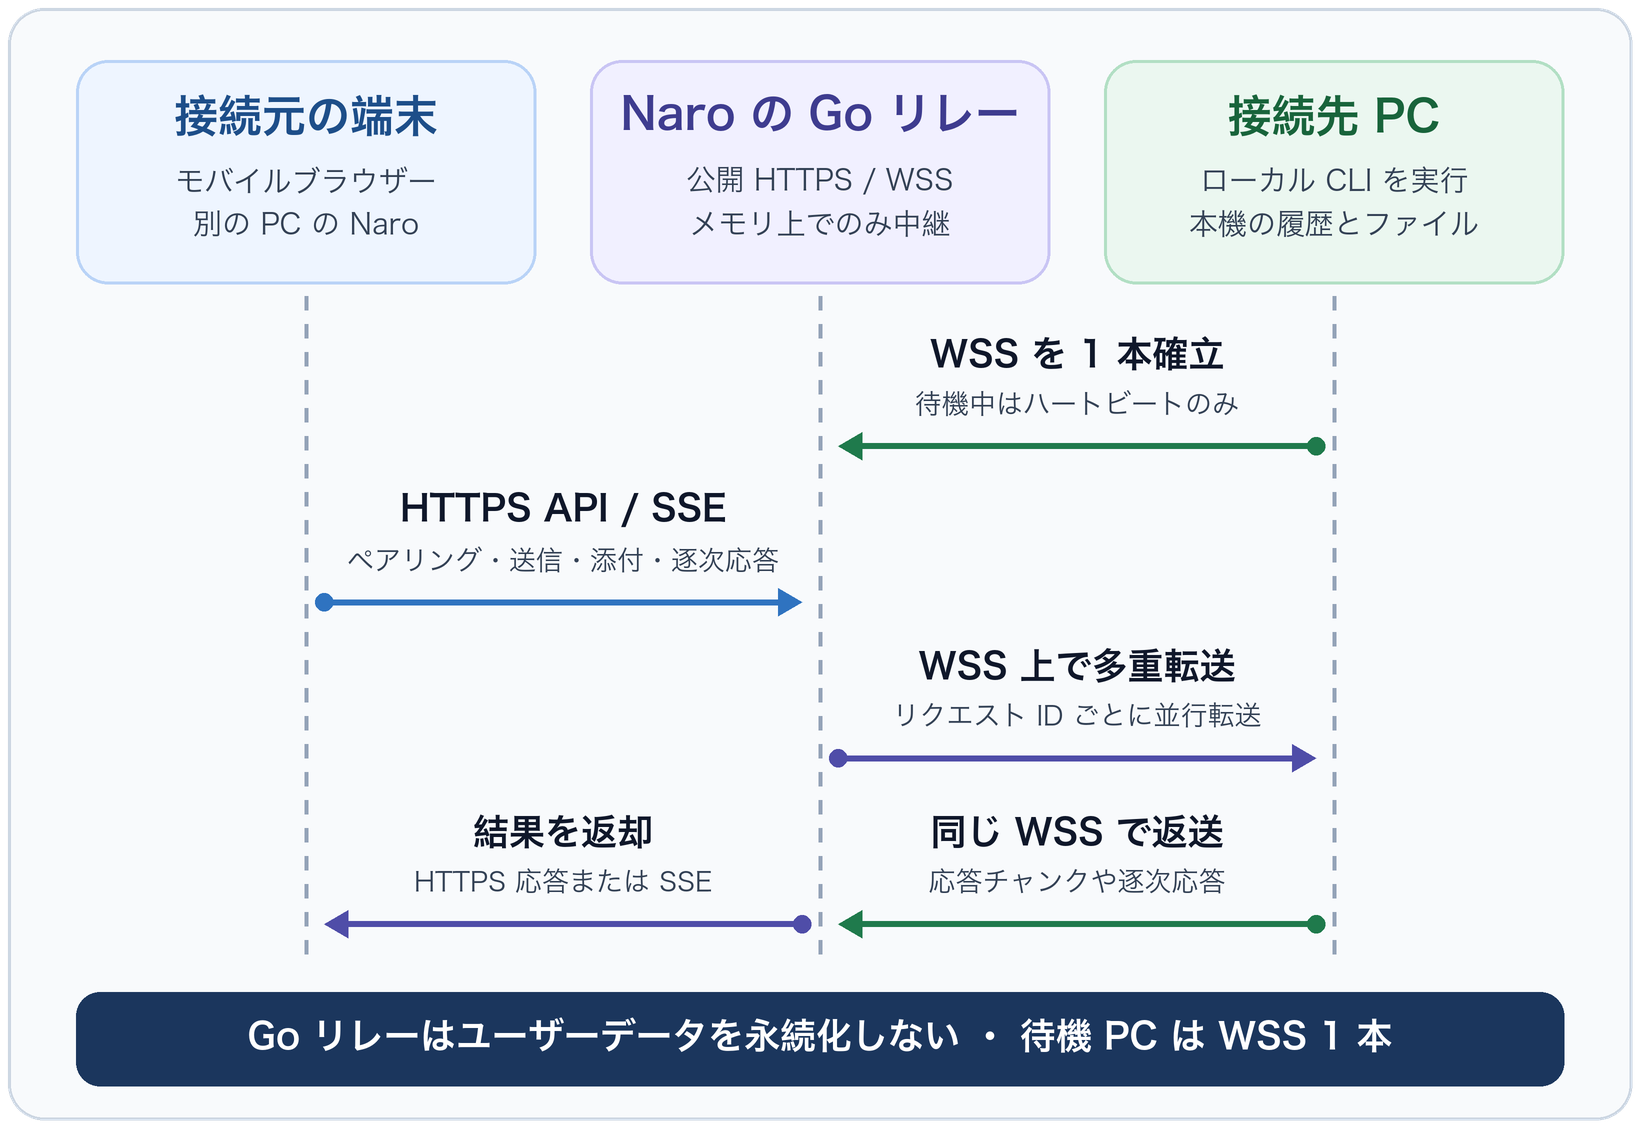 接続元の端末
モバイルブラウザー
別の PC の Naro
Naro の Go リレー
公開 HTTPS / WSS
メモリ上でのみ中継
接続先 PC
ローカル CLI を実行
本機の履歴とファイル
WSS を 1 本確立
待機中はハートビートのみ
HTTPS API / SSE
ペアリング・送信・添付・逐次応答
WSS 上で多重転送
リクエスト ID ごとに並行転送
結果を返却
HTTPS 応答または SSE
同じ WSS で返送
応答チャンクや逐次応答
Go リレーはユーザーデータを永続化しない ・ 待機 PC は WSS 1 本